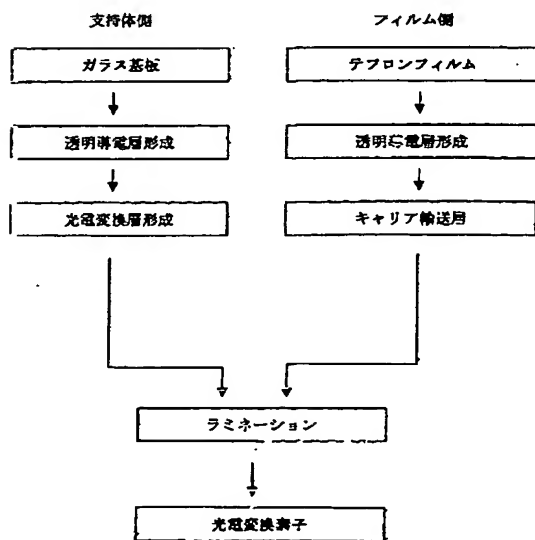 支持体側
フィルム側
ガラス基板
テフロンフィルム
透明導電層形成
透明導電層形成
光電変換層形成
キャリア輸送層
ラミネーション
光電変換素子